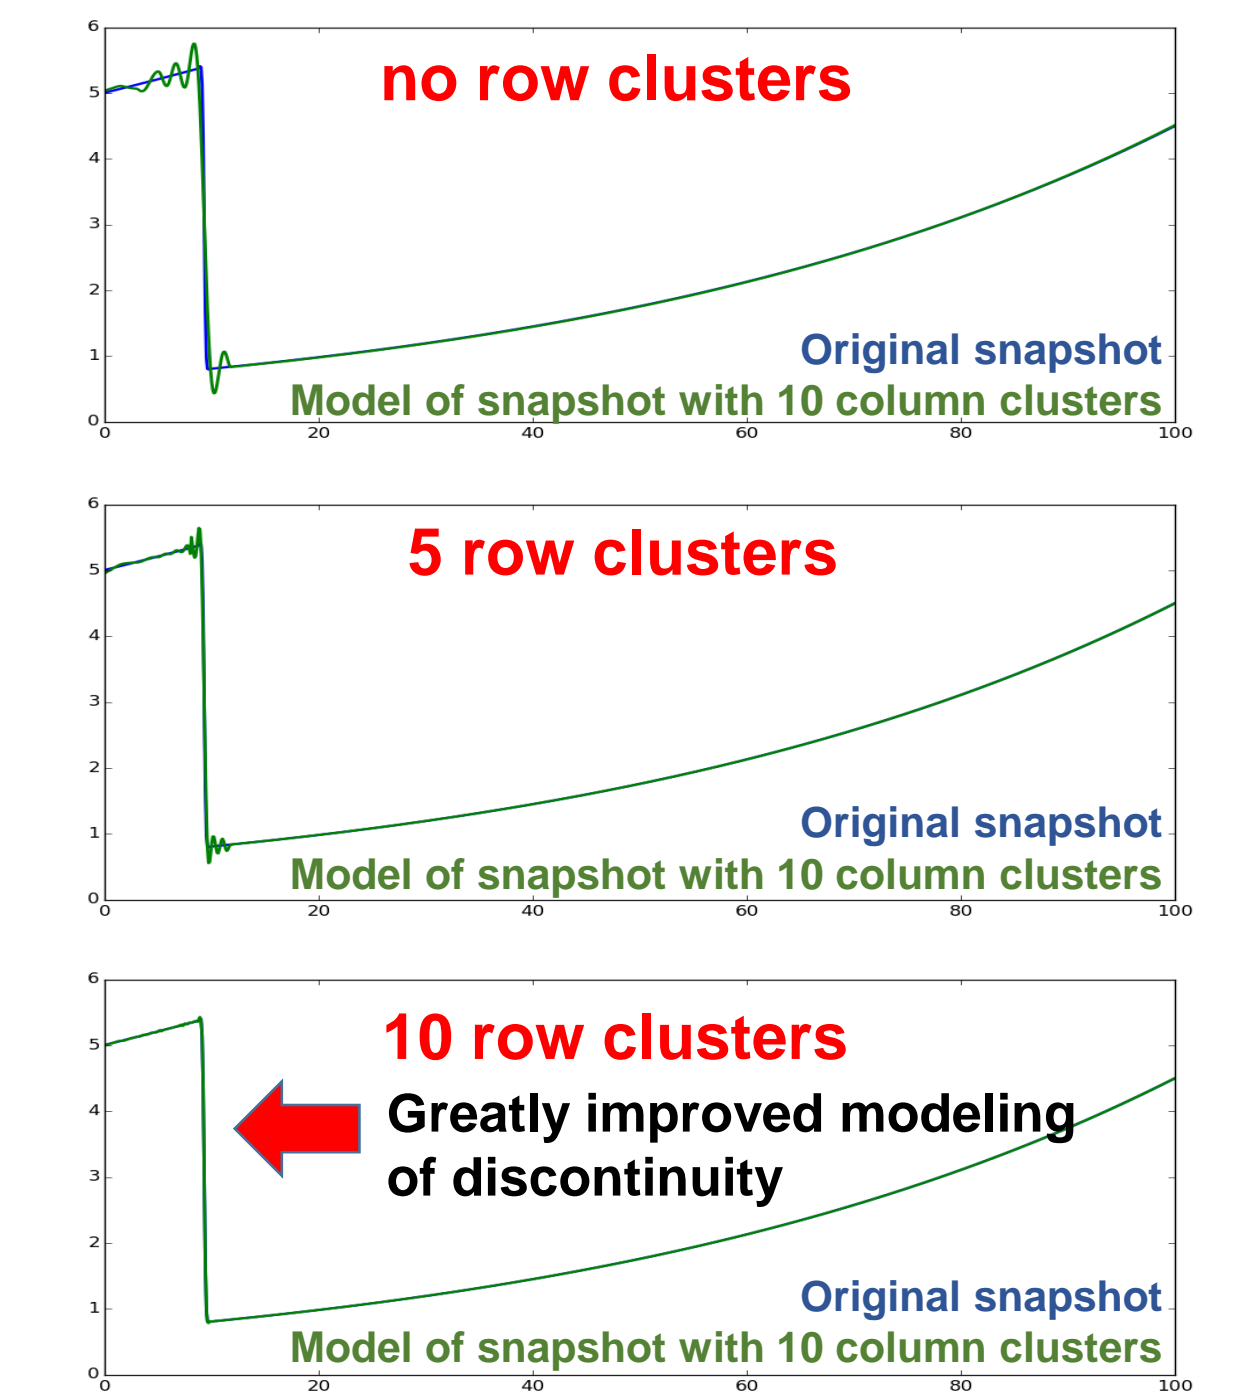 6
no row clusters
5
4
3
2
Original snapshot
1
Model of snapshot with 10 column clusters
0
0 20 40 60 80 100
6
5 row clusters
5
4
3
2
Original snapshot
1
Model of snapshot with 10 column clusters
0
0 20 40 60 80 100
6
10 row clusters
5
Greatly improved modeling
4
of discontinuity
3
2
Original snapshot
1
Model of snapshot with 10 column clusters
0
0 20 40 60 80 100